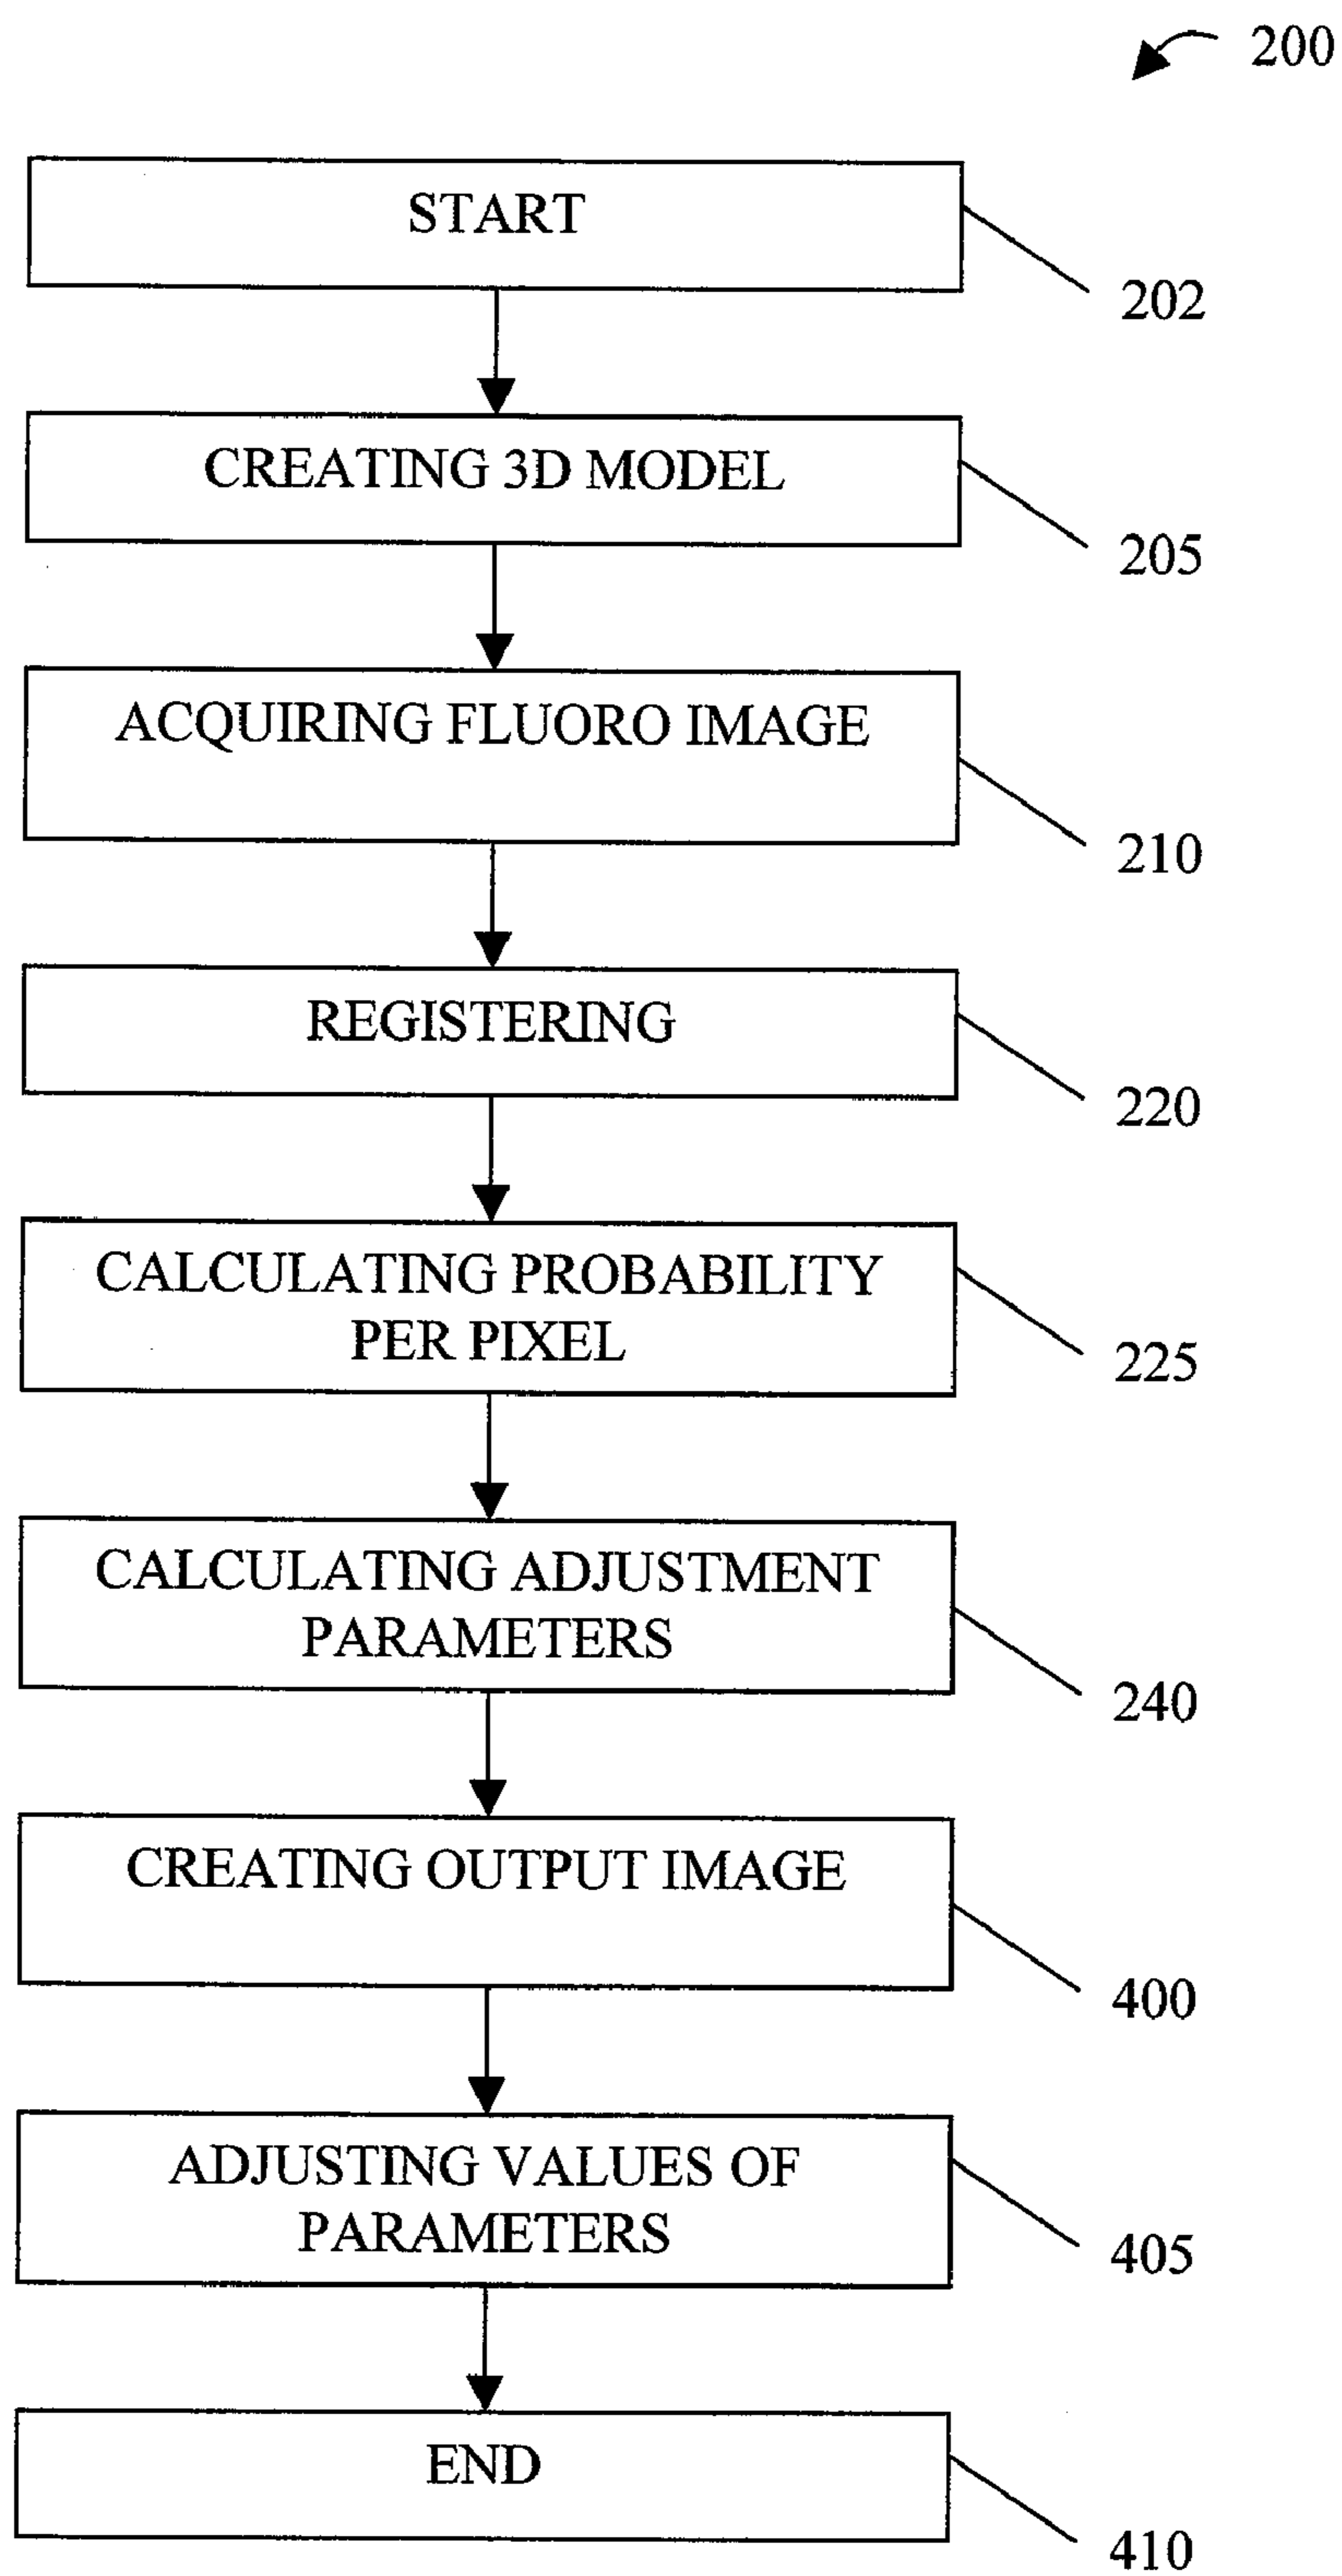 200
START
202
CREATING 3D MODEL
205
ACQUIRING FLUORO IMAGE
210
REGISTERING
220
CALCULATING PROBABILITY
PER PIXEL
225
CALCULATING ADJUSTMENT
PARAMETERS
240
CREATING OUTPUT IMAGE
400
ADJUSTING VALUES OF
PARAMETERS
405
END
410